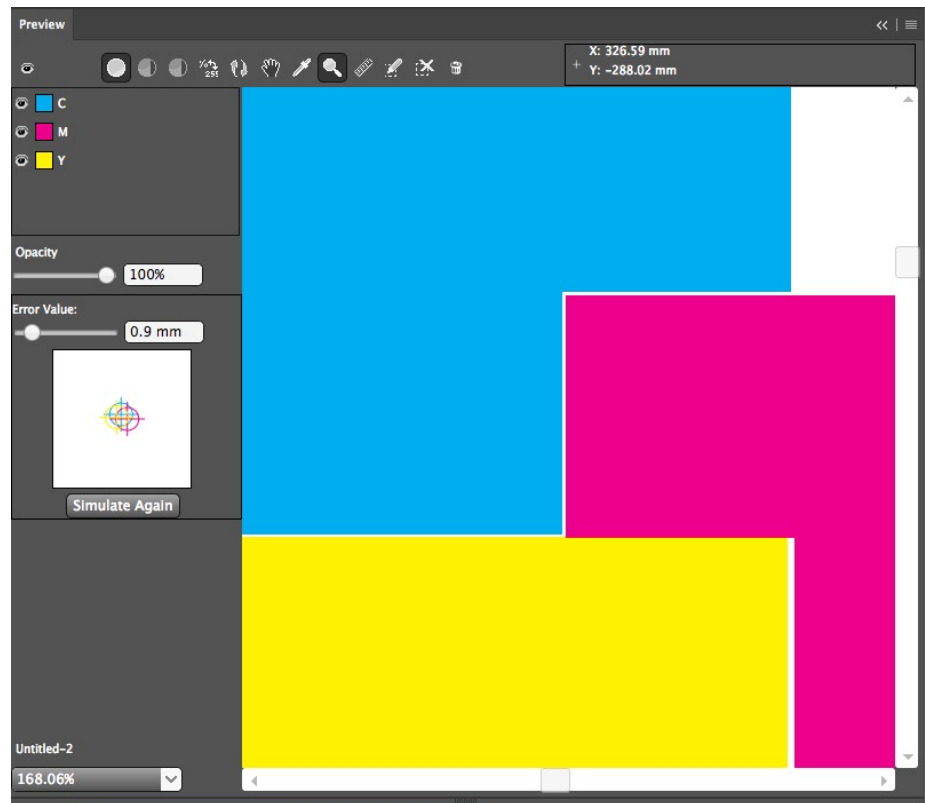 Preview
X: 326.59 mm
Y: -288.02 mm
C
M
Y
Opacity
100%
Error Value:
0.9 mm
Simulate Again
Untitled-2
168.06%